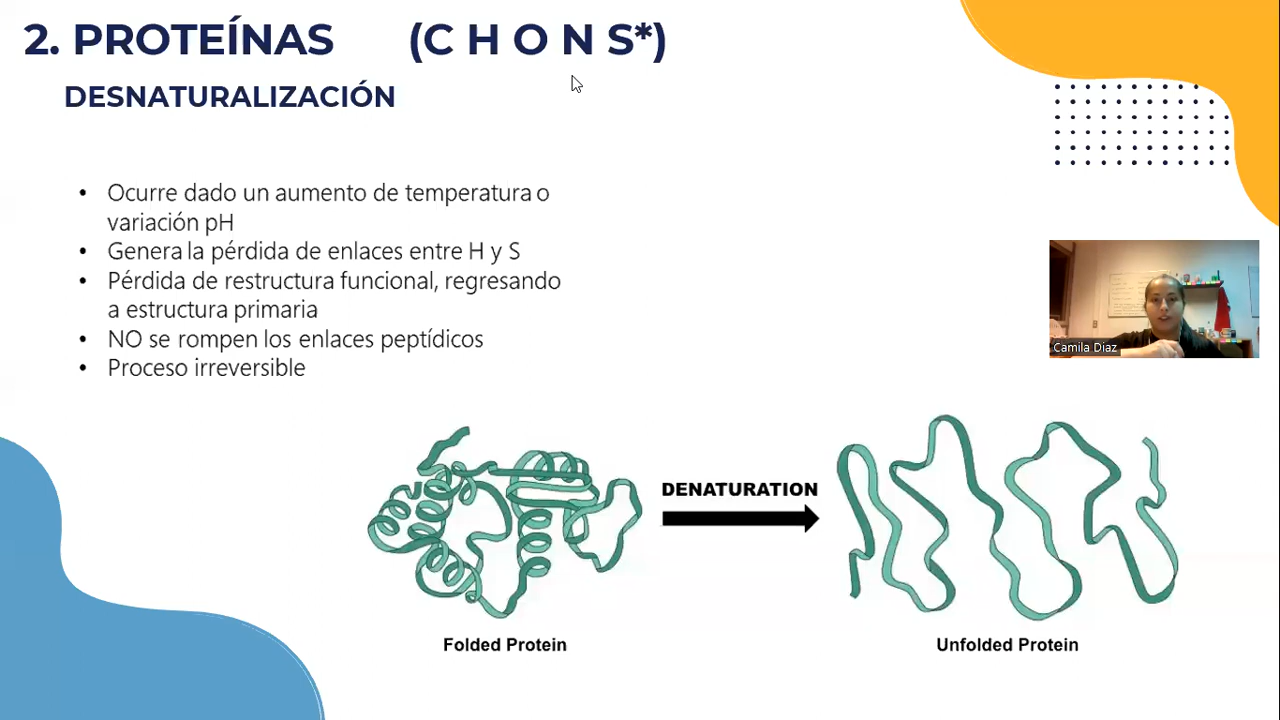 2. PROTEÍNAS (C H O N S*)
DESNATURALIZACIÓN
• Ocurre dado un aumento de temperatura o
variación pH
• Genera la pérdida de enlaces entre H y S
• Pérdida de restructura funcional, regresando
a estructura primaria
• NO se rompen los enlaces peptídicos
• Proceso irreversible
Camila Diaz
DENATURATION
Folded Protein
Unfolded Protein